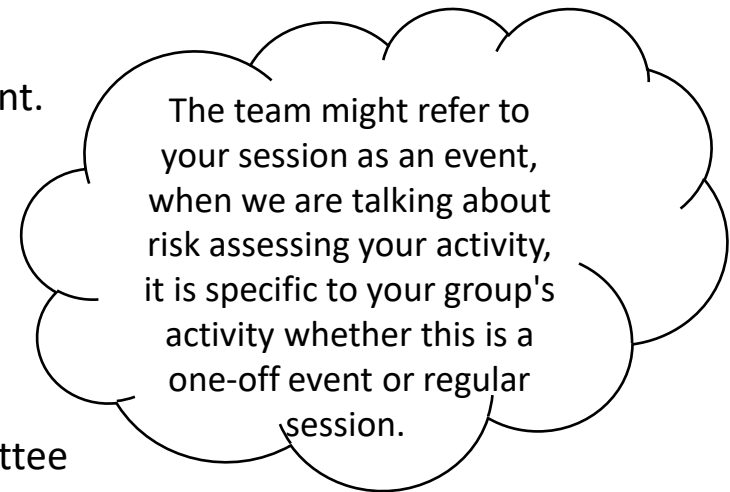 nt.
The team might refer to
your session as an event,
when we are talking about
risk assessing your activity,
it is specific to your group's
activity whether this is a
one-off event or regular
session.
ttee